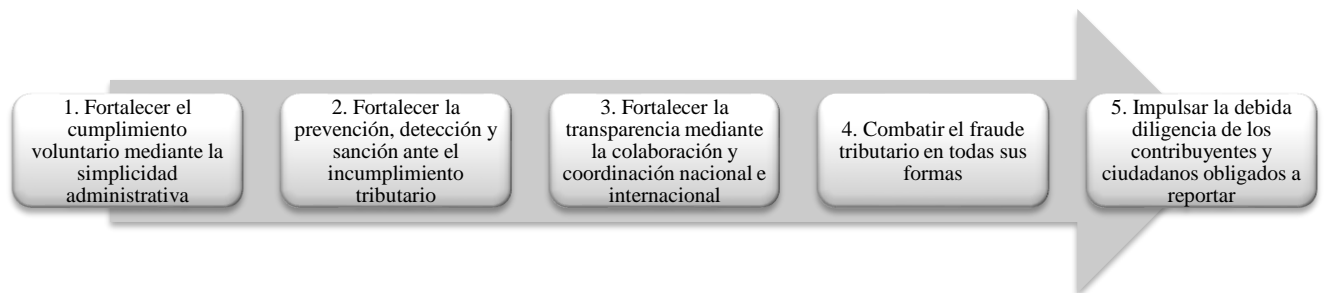 1. Fortalecer el
cumplimiento
voluntario mediante la
simplicidad
administrativa
2. Fortalecer la
prevención, detección y
sanción ante el
incumplimiento
tributario
3. Fortalecer la
transparencia mediante
la colaboración y
coordinación nacional e
internacional
4. Combatir el fraude
tributario en todas sus
formas
5. Impulsar la debida
diligencia de los
contribuyentes y
ciudadanos obligados a
reportar